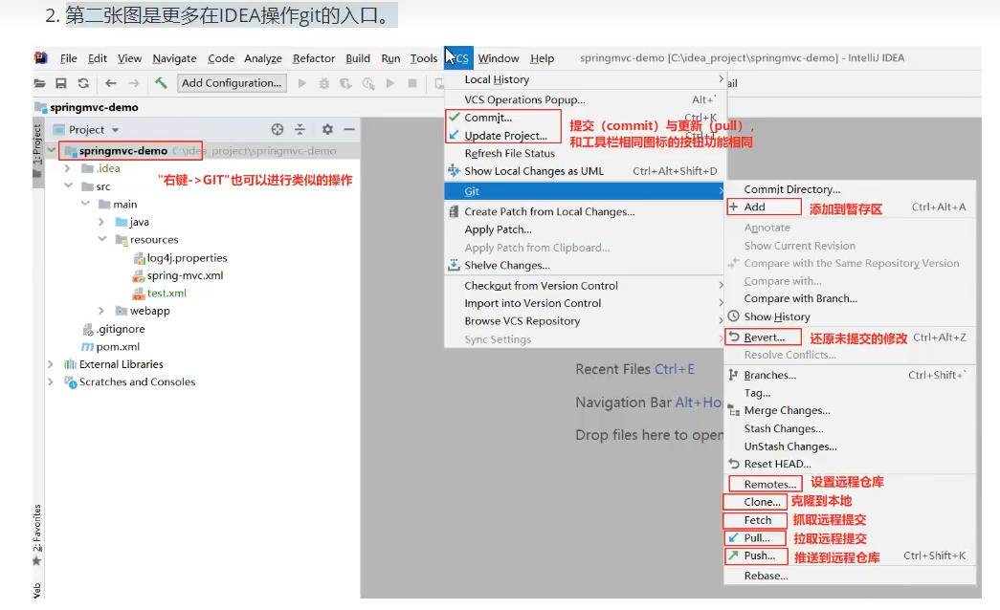 2. 第二张图是更多在IDEA操作git的入口。
File Edit View Navigate Code Analyze Refactor Build Run Tools VCS Window Help springmvc-demo [C:\idea_project\springmvc-demo] - IntelliJ IDEA
Add Configuration...
Local History
springmvc-demo
VCS Operations Popup... Alt+`
1: Project
Project
Commit... Ctrl+K
提交（commit）与更新（pull），
Update Project... Ctrl+T
和工具栏相同图标的按钮功能相同
springmvc-demo C:\idea_project\springmvc-demo
Refresh File Status
.idea
Show Local Changes as UML Ctrl+Alt+Shift+D
"右键->GIT"也可以进行类似的操作
src
Git
Commit Directory...
main
Add 添加到暂存区 Ctrl+Alt+A
Create Patch from Local Changes...
java
Apply Patch...
Annotate
resources
Apply Patch from Clipboard...
Show Current Revision
log4j.properties
Shelve Changes...
Compare with the Same Repository Version
spring-mvc.xml
Checkout from Version Control
Compare with...
test.xml
Import into Version Control
Compare with Branch...
webapp
Browse VCS Repository
Show History
.gitignore
Sync Settings
Revert... 还原未提交的修改 Ctrl+Alt+Z
pom.xml
Resolve Conflicts...
External Libraries
Recent Files Ctrl+E
Branches... Ctrl+Shift+`
Scratches and Consoles
Tag...
Navigation Bar Alt+Ho
Merge Changes...
Stash Changes...
Drop files here to open
UnStash Changes...
Reset HEAD...
Remotes... 设置远程仓库
Clone... 克隆到本地
2: Favorites
Fetch 抓取远程提交
Pull... 拉取远程提交
Push... 推送到远程仓库 Ctrl+Shift+K
Rebase...